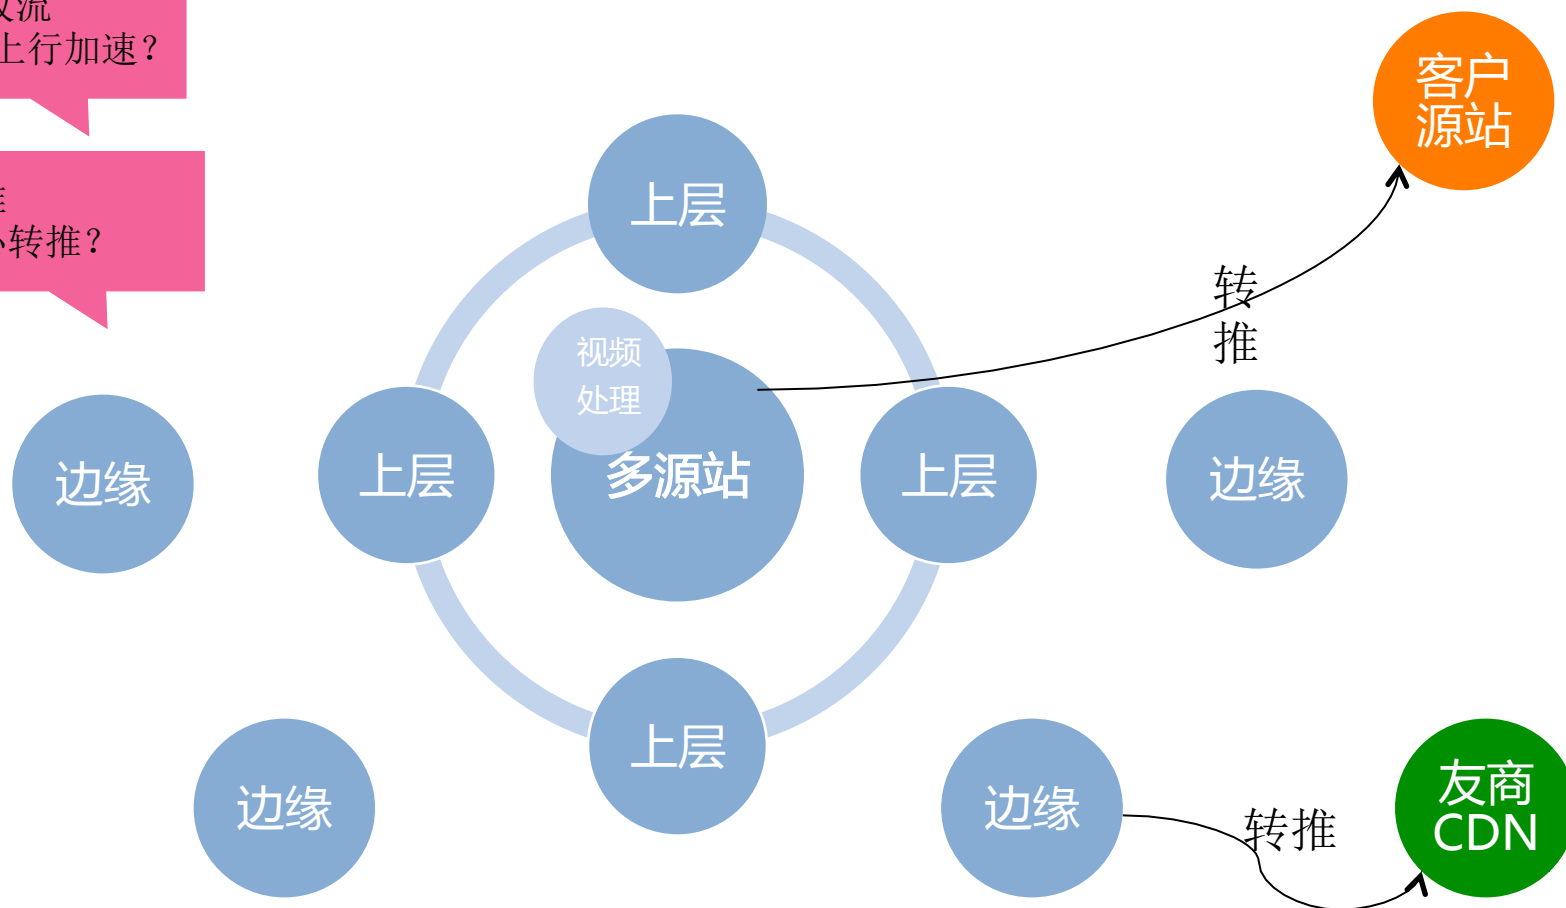 上行加速？
转推？
客户
源站
上层
转
推
视频
处理
多源站
上层
上层
边缘
边缘
上层
边缘
边缘
转推
友商
CDN